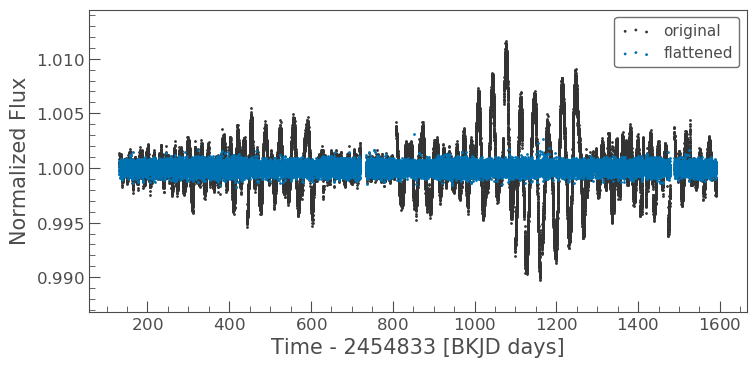 original
flattened
1.010
1.005
1.000
0.995
0.990
Normalized Flux
200 400 600 800 1000 1200 1400 1600
Time - 2454833 [BKJD days]